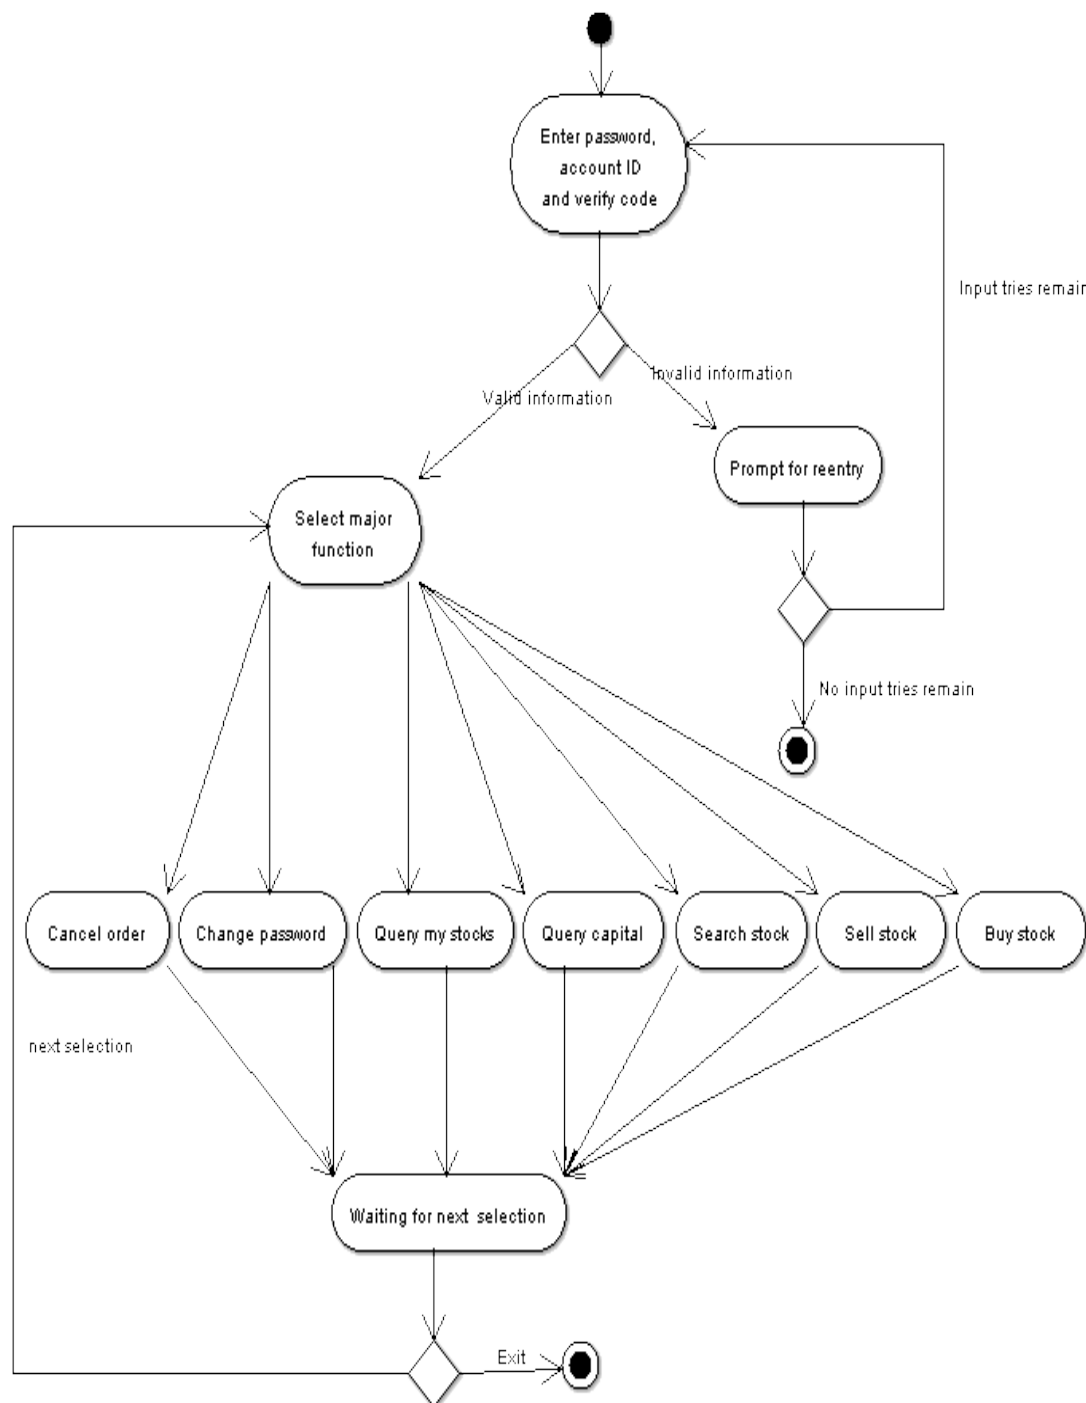 Enter password,
account ID
and verify code
Input tries remain
Invalid information
Valid information
Prompt for reentry
Select major
function
No input tries remain
Cancel order
Change password
Query my stocks
Query capital
Search stock
Sell stock
Buy stock
next selection
Waiting for next selection
Exit